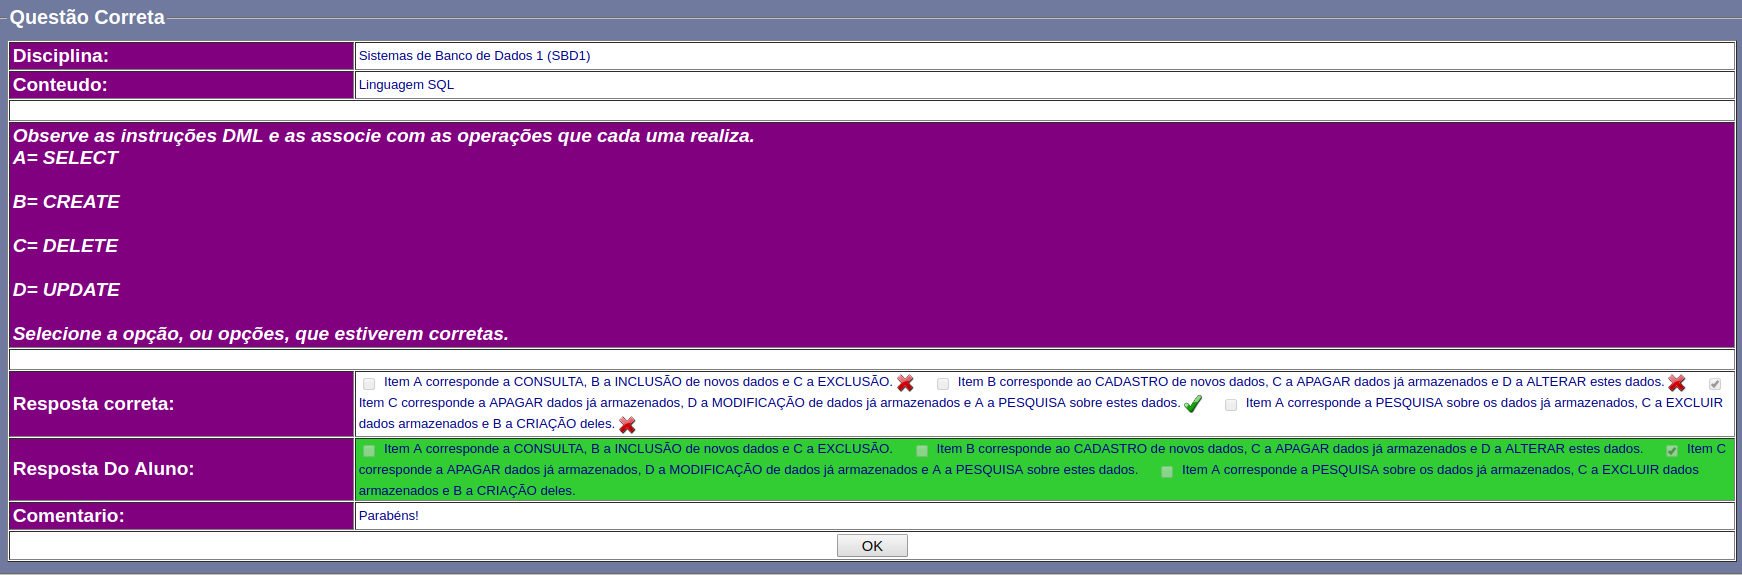 Questão Correta
Disciplina:
Sistemas de Banco de Dados 1 (SBD1)
Conteudo:
Linguagem SQL
Observe as instruções DML e as associe com as operações que cada uma realiza.
A= SELECT
B= CREATE
C= DELETE
D= UPDATE
Selecione a opção, ou opções, que estiverem corretas.
Resposta correta:
Item A corresponde a CONSULTA, B a INCLUSÃO de novos dados e C a EXCLUSÃO. Item B corresponde ao CADASTRO de novos dados, C a APAGAR dados já armazenados e D a ALTERAR estes dados.
Item C corresponde a APAGAR dados já armazenados, D a MODIFICAÇÃO de dados já armazenados e A a PESQUISA sobre estes dados. Item A corresponde a PESQUISA sobre os dados já armazenados, C a EXCLUIR
dados armazenados e B a CRIAÇÃO deles.
Resposta Do Aluno:
Item A corresponde a CONSULTA, B a INCLUSÃO de novos dados e C a EXCLUSÃO. Item B corresponde ao CADASTRO de novos dados, C a APAGAR dados já armazenados e D a ALTERAR estes dados. Item C
corresponde a APAGAR dados já armazenados, D a MODIFICAÇÃO de dados já armazenados e A a PESQUISA sobre estes dados. Item A corresponde a PESQUISA sobre os dados já armazenados, C a EXCLUIR dados
armazenados e B a CRIAÇÃO deles.
Comentario:
Parabéns!
OK